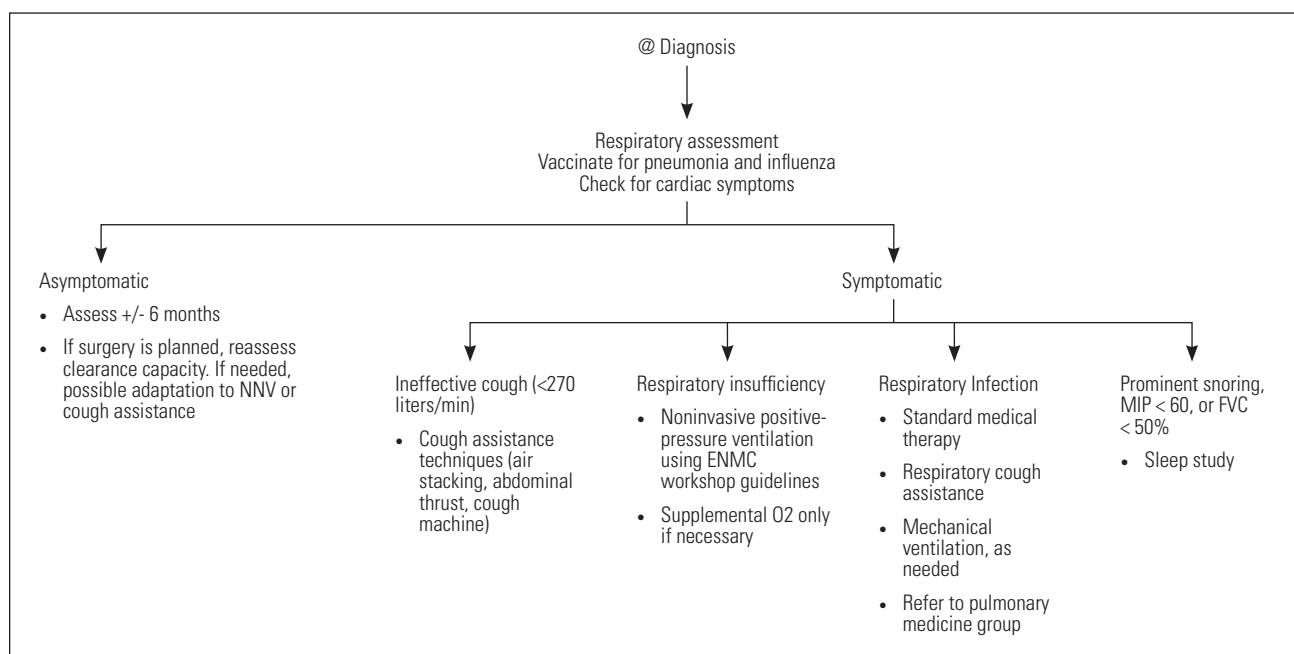 @ Diagnosis
Respiratory assessment
Vaccinate for pneumonia and influenza
Check for cardiac symptoms
Asymptomatic
• Assess +/- 6 months
• If surgery is planned, reassess
clearance capacity. If needed,
possible adaptation to NNV or
cough assistance
Symptomatic
Ineffective cough (<270
liters/min)
• Cough assistance
techniques (air
stacking, abdominal
thrust, cough
machine)
Respiratory insufficiency
• Noninvasive positive-
pressure ventilation
using ENMC
workshop guidelines
• Supplemental O2 only
if necessary
Respiratory Infection
• Standard medical
therapy
• Respiratory cough
assistance
• Mechanical
ventilation, as
needed
• Refer to pulmonary
medicine group
Prominent snoring,
MIP < 60, or FVC
< 50%
• Sleep study